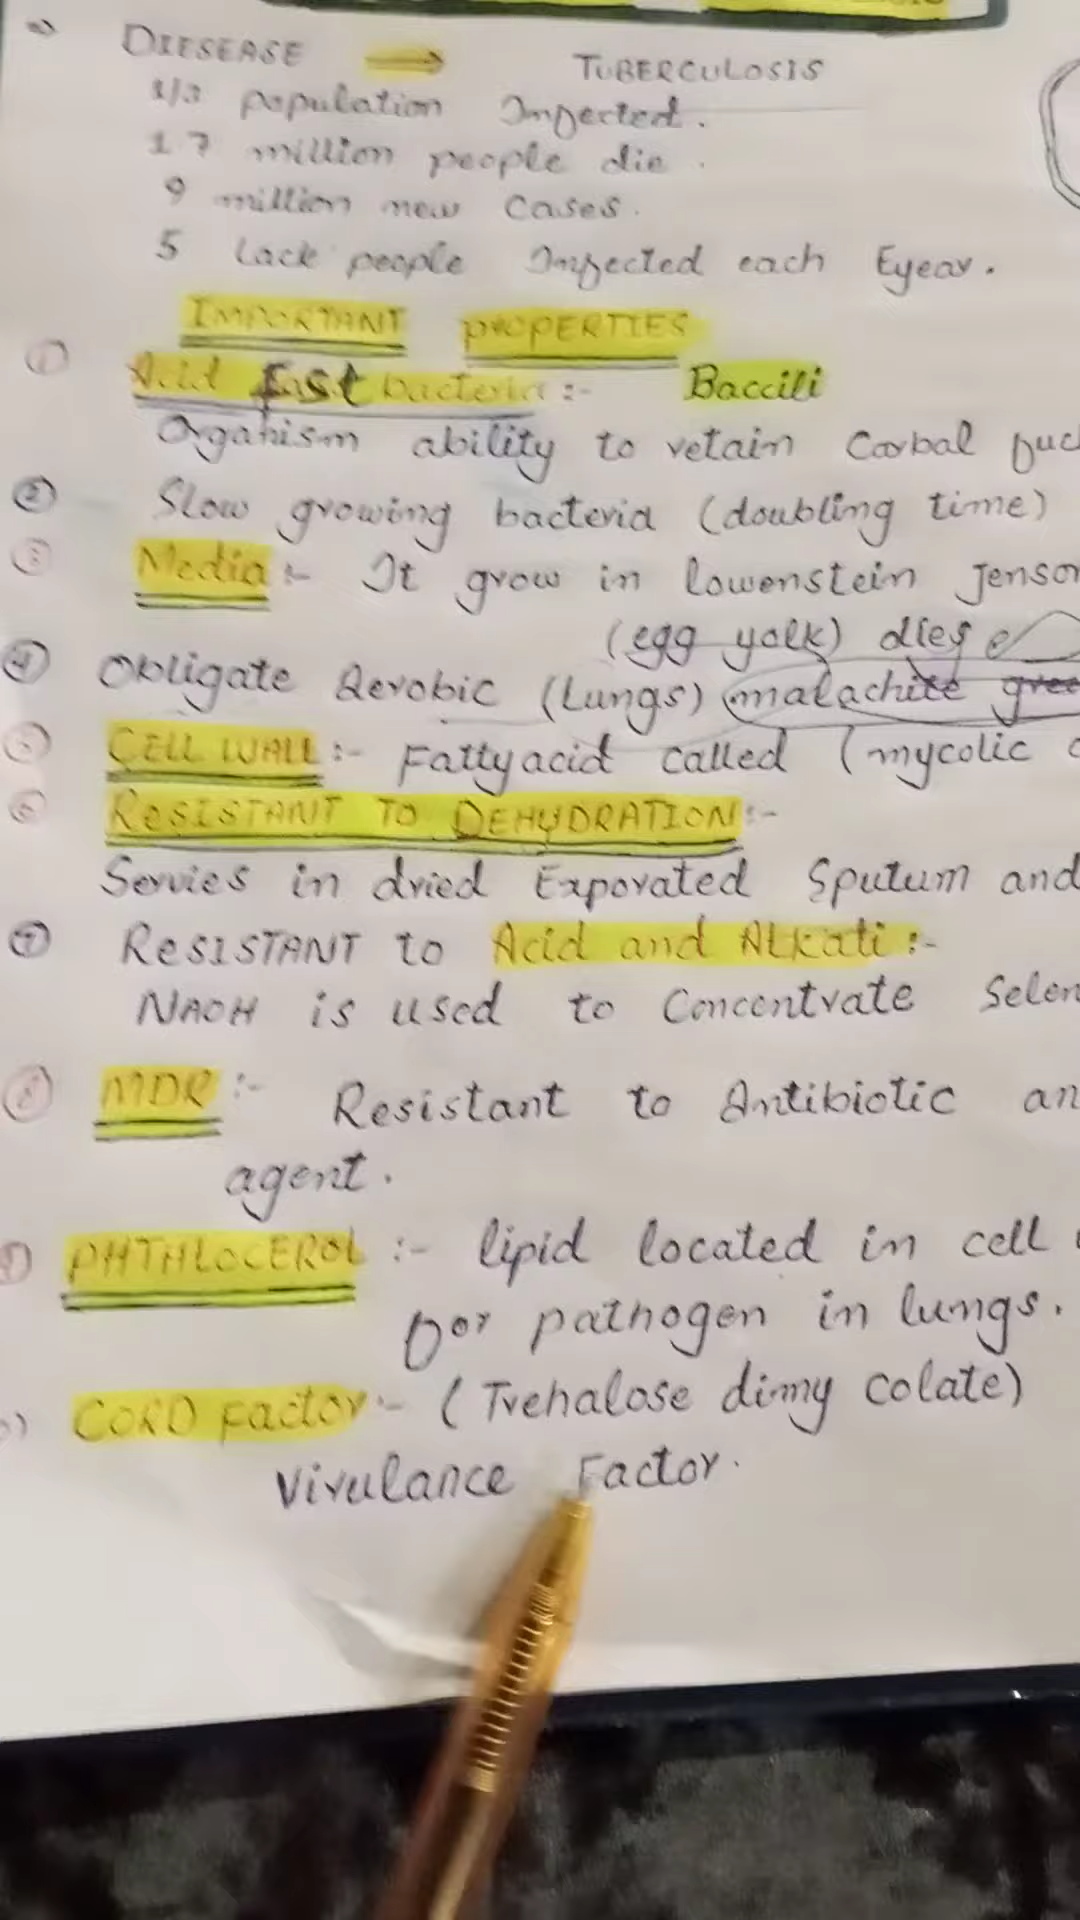 DIESEASE → TUBERCULOSIS
1/3 population Infected.
1.7 million people die.
9 million new Cases.
5 Lack people Infected each Eyear.
IMPORTANT PROPERTIES
① Acid fast bacteria :- Baccili
Organism ability to retain Carbal
② Slow growing bacteria (doubling time)
③ Media :- It grow in lowenstein Jensor
(egg yolk) dies
④ Obligate Aerobic (Lungs) malachite gree
⑤ CELL WALL :- Fattyacid called (mycolic
⑥ RESISTANT TO DEHYDRATION :-
Servies in dried Exporated Sputum and
⑦ RESISTANT to Acid and Alkali :-
NAOH is used to Concentrate
⑧ MDR :- Resistant to Antibiotic an
agent.
9) PHTHLOCEROL :- lipid located in cell
for pathogen in lungs.
CORD Factor :- (Trehalose dimy colate)
Virulance Factor.